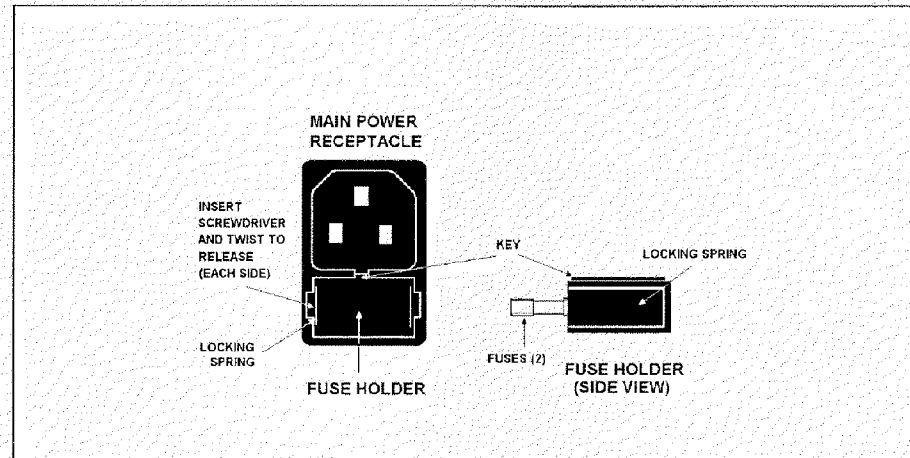 MAIN POWER
RECEPTACLE
INSERT
SCREWDRIVER
AND TWIST TO
RELEASE
(EACH SIDE)
KEY
LOCKING SPRING
LOCKING
SPRING
FUSE HOLDER
FUSES (2)
FUSE HOLDER
(SIDE VIEW)